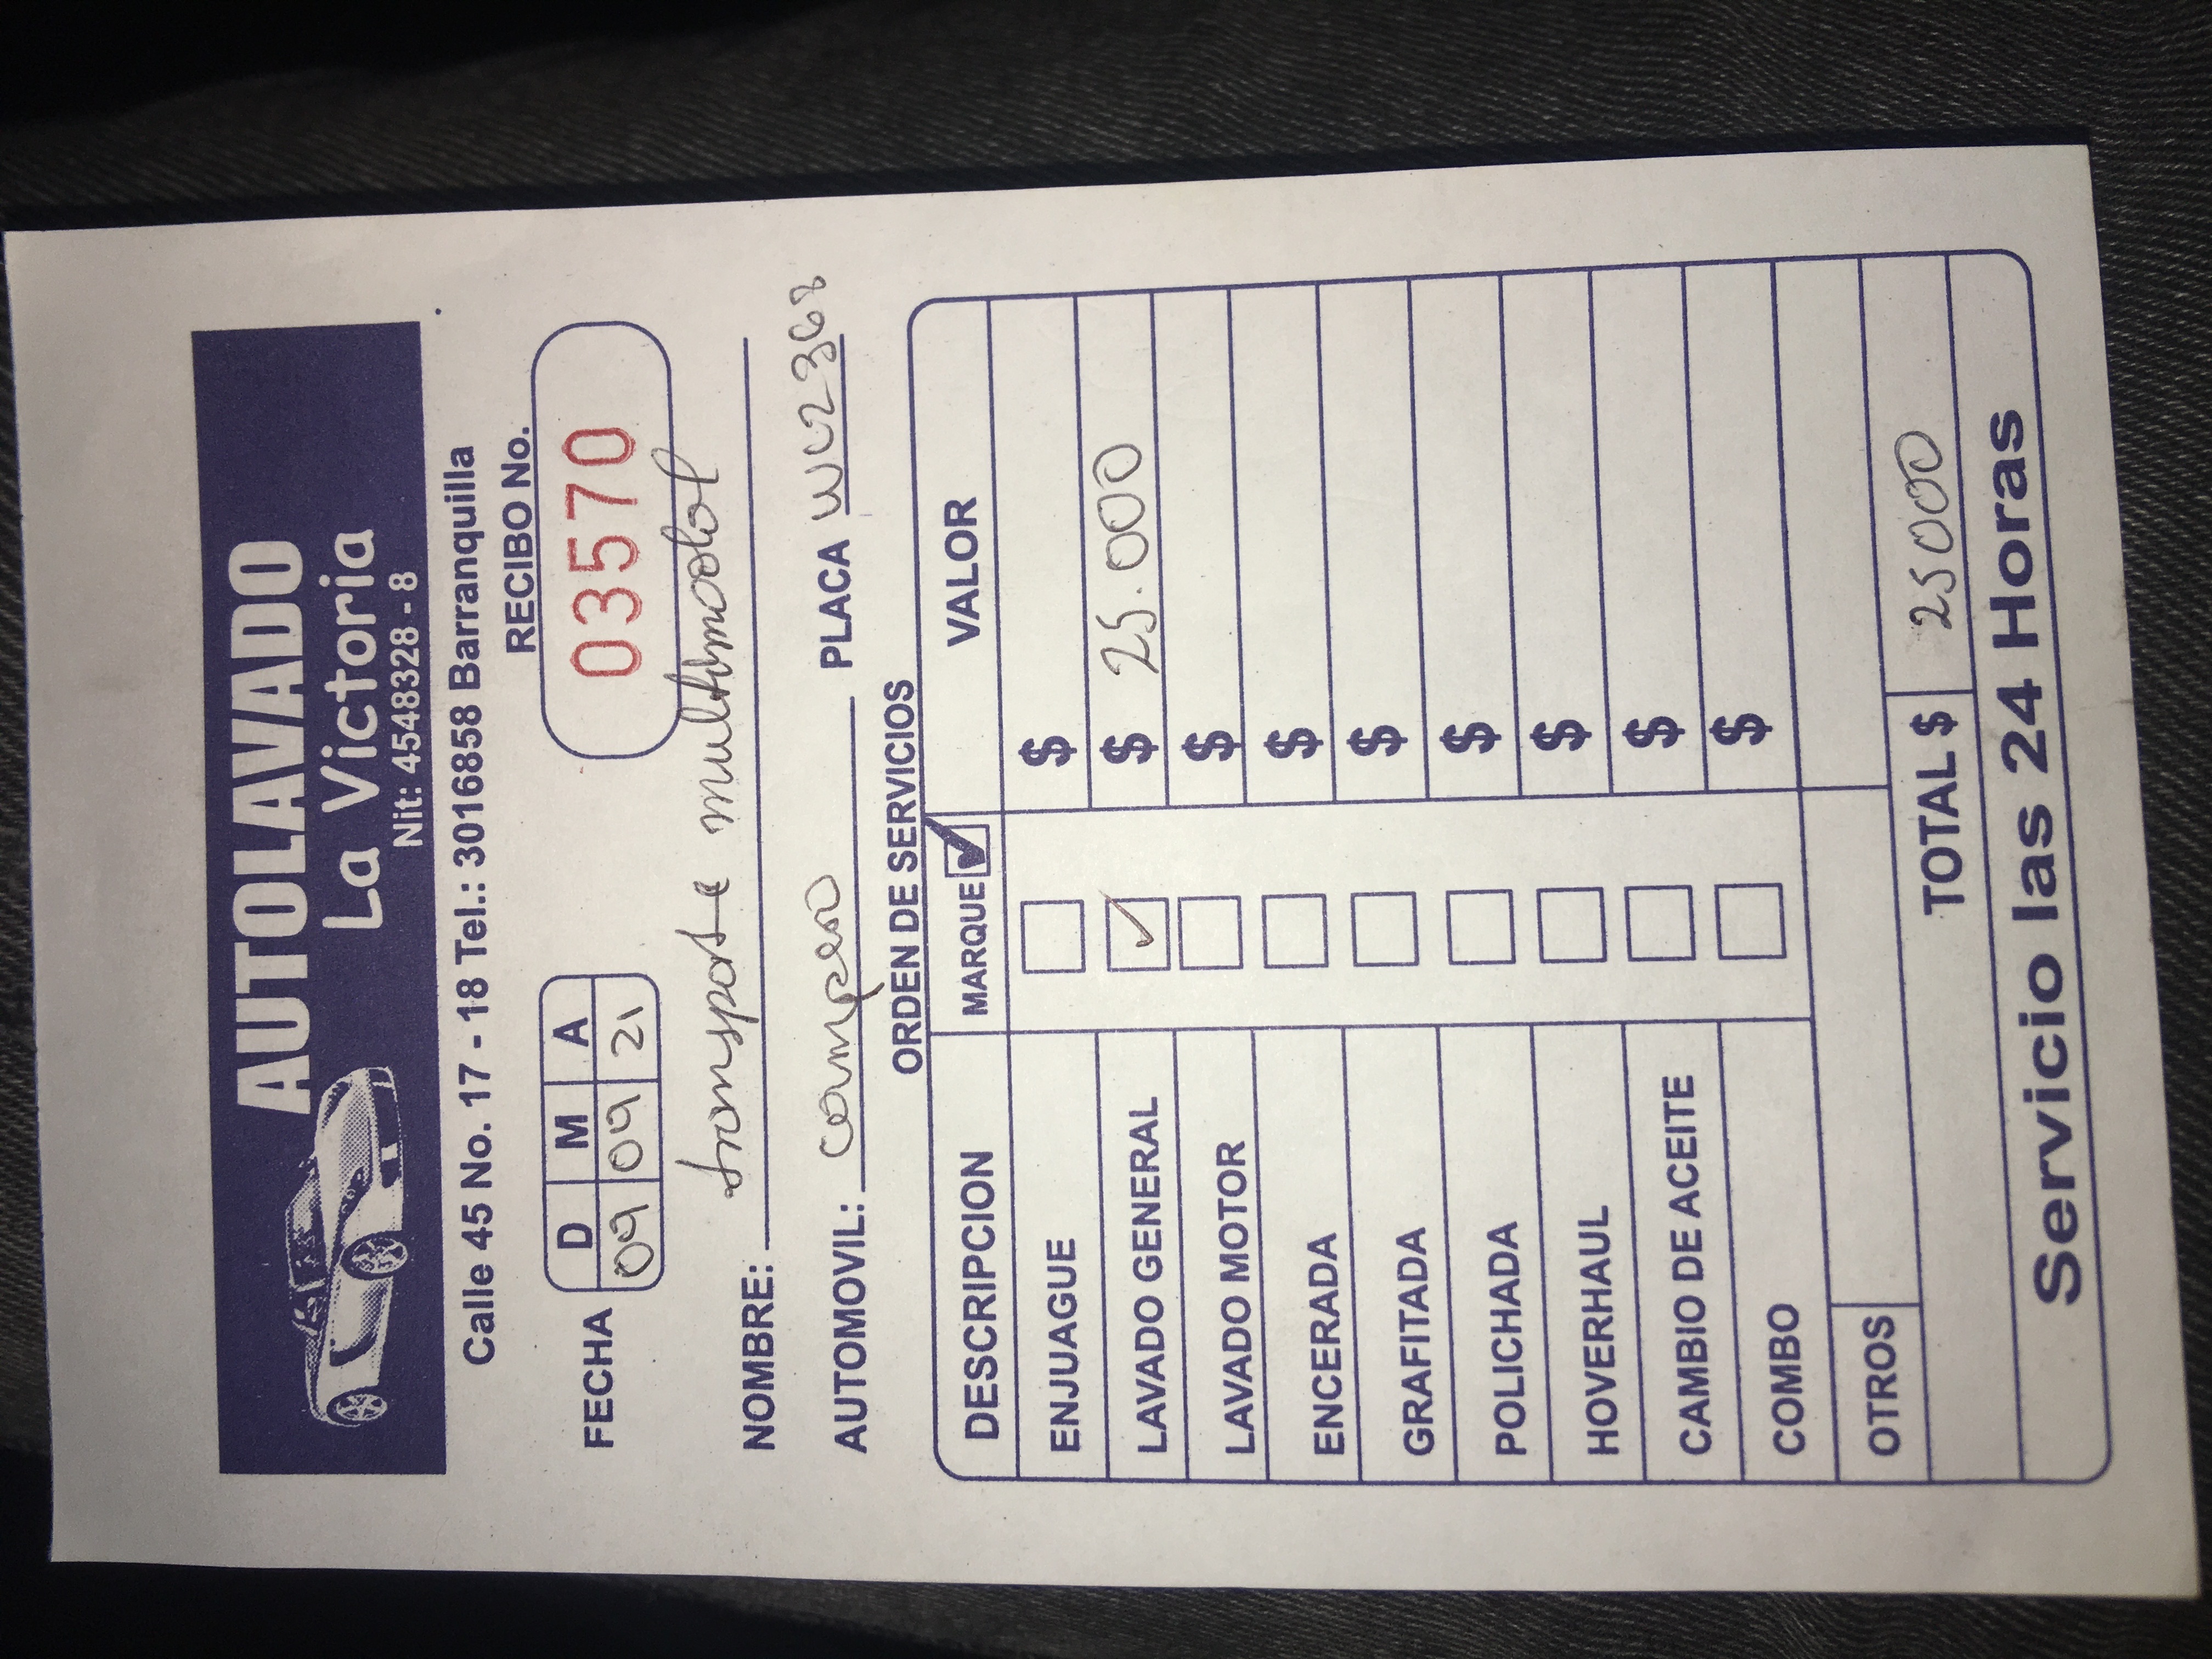 AUTOLAVADO
La Victoria
Nit: 45448328 - 8
Calle 45 No. 17 - 18 Tel.: 3016858 Barranquilla
RECIBO No.
03570
FECHA D M A
09 09 21
NOMBRE: transporte multimodal
AUTOMOVIL: campero PLACA
ORDEN DE SERVICIOS
DESCRIPCION MARQUE VALOR
ENJUAGUE $
LAVADO GENERAL ✓ $ 25.000
LAVADO MOTOR $
ENCERADA $
GRAFITADA $
POLICHADA $
HOVERHAUL $
CAMBIO DE ACEITE $
COMBO $
OTROS
TOTAL $ 25000
Servicio las 24 Horas